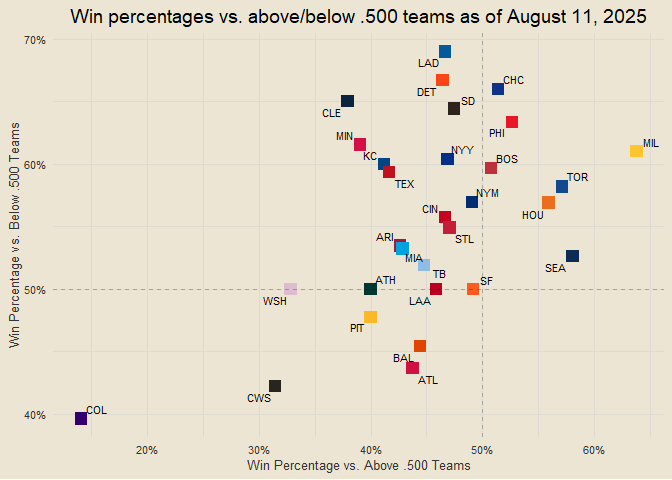 Win percentages vs. above/below .500 teams as of August 11, 2025
70%
LAD
DET
SD
CHC
CLE
PHI
MIN
MIL
KC
NYY
BOS
60%
TEX
TOR
NYM
HOU
CIN
STL
ARI
MIA
SEA
TB
ATH
SF
50%
WSH
LAA
PIT
BAL
ATL
CWS
COL
40%
20%
30%
40%
50%
60%
Win Percentage vs. Above .500 Teams
Win Percentage vs. Below .500 Teams